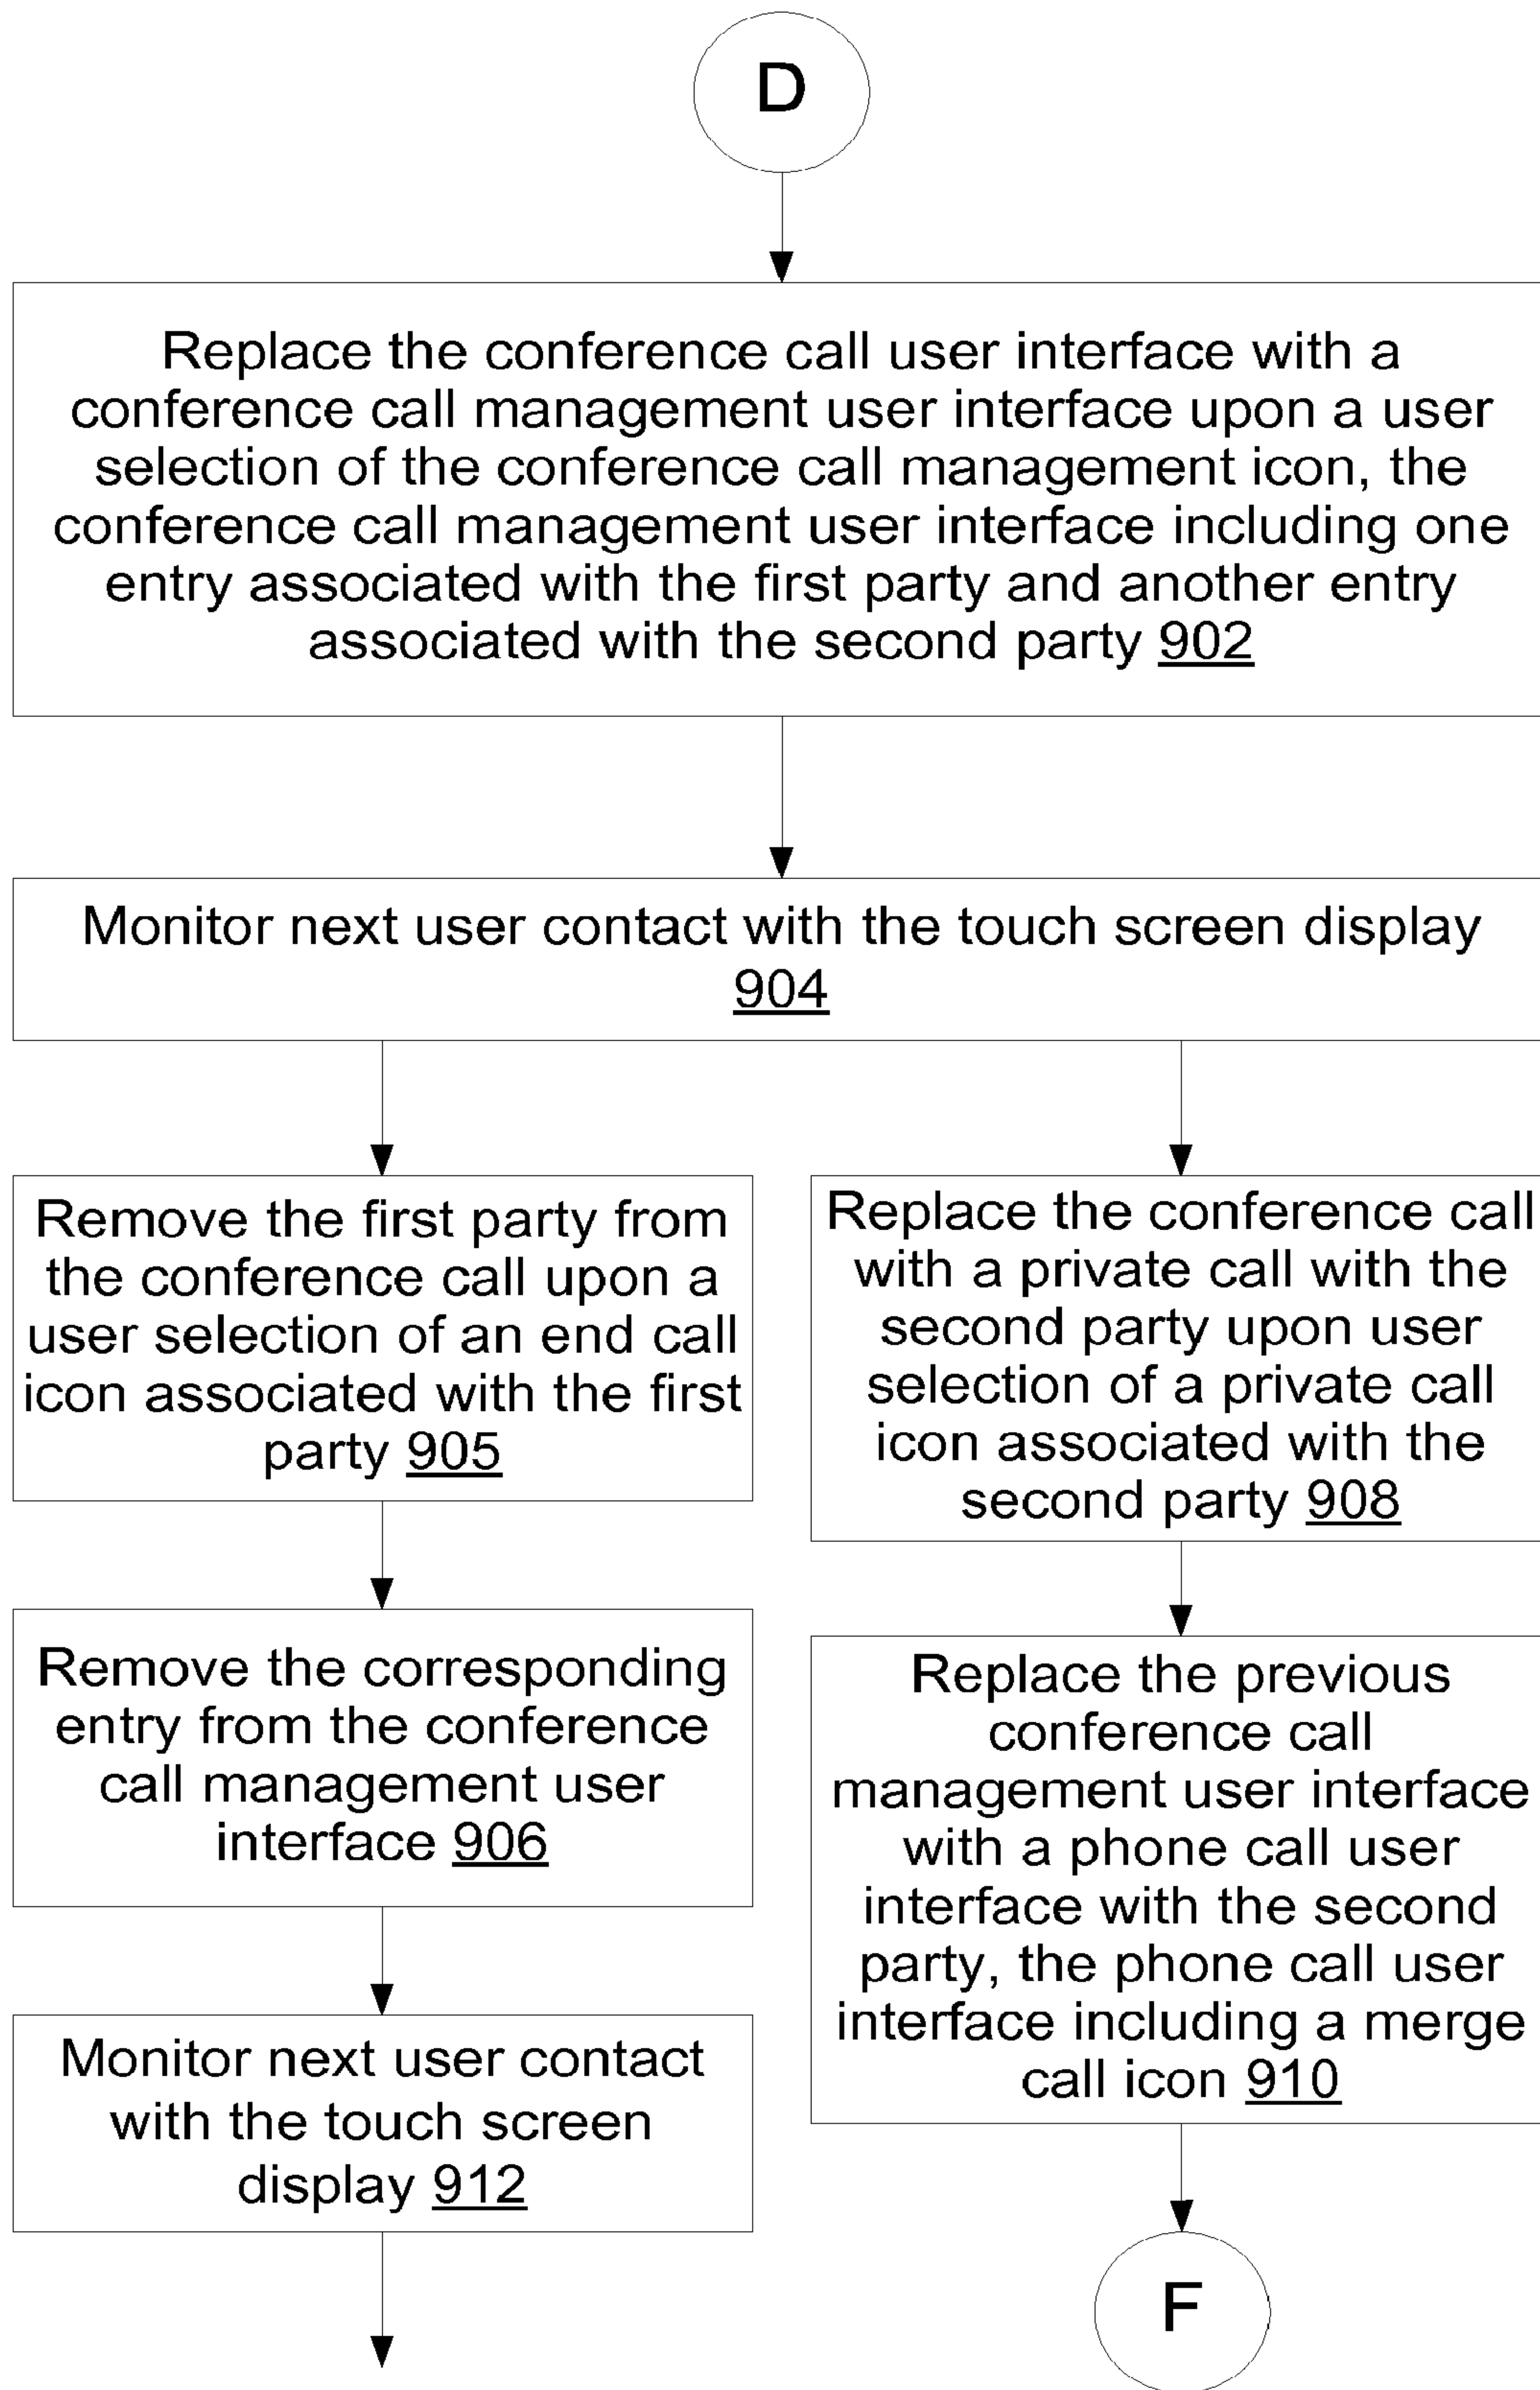 D
Replace the conference call user interface with a
conference call management user interface upon a user
selection of the conference call management icon, the
conference call management user interface including one
entry associated with the first party and another entry
associated with the second party 902
Monitor next user contact with the touch screen display
904
Remove the first party from
the conference call upon a
user selection of an end call
icon associated with the first
party 905
Replace the conference call
with a private call with the
second party upon user
selection of a private call
icon associated with the
second party 908
Remove the corresponding
entry from the conference
call management user
interface 906
Replace the previous
conference call
management user interface
with a phone call user
interface with the second
party, the phone call user
interface including a merge
call icon 910
Monitor next user contact
with the touch screen
display 912
F